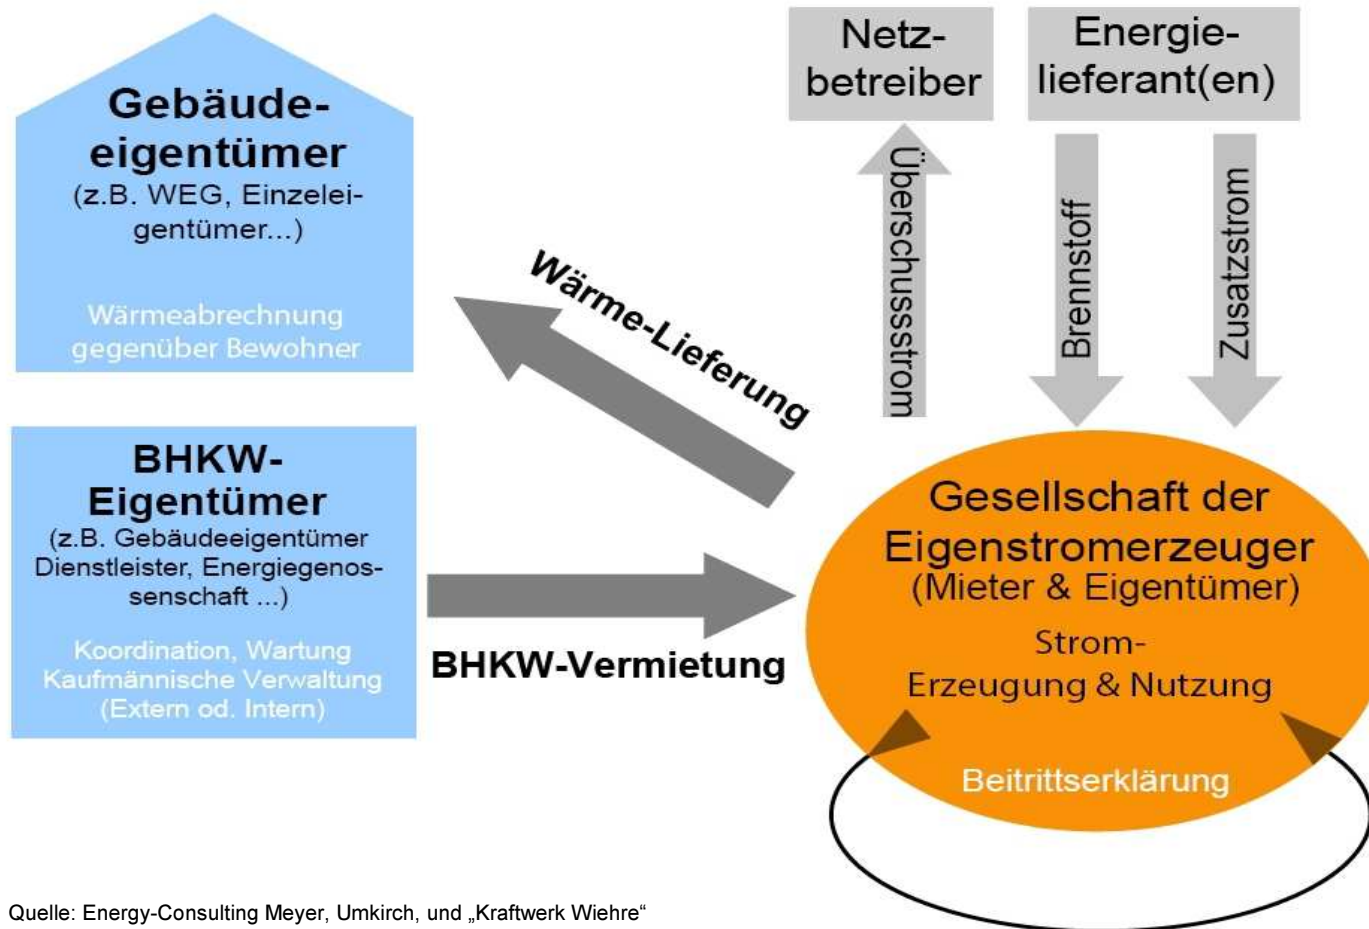 Gebäude-
eigentümer
(z.B. WEG, Einzelei-
gentümer...)
Wärmeabrechnung
gegenüber Bewohner
BHKW-
Eigentümer
(z.B. Gebäudeeigentümer
Dienstleister, Energiegenos-
senschaft ...)
Koordination, Wartung
Kaufmännische Verwaltung
(Extern od. Intern)
Wärme-Lieferung
BHKW-Vermietung
Netz-
betreiber
Energie-
lieferant(en)
Überschussstrom
Brennstoff
Zusatzstrom
Gesellschaft der
Eigenstromerzeuger
(Mieter & Eigentümer)
Strom-
Erzeugung & Nutzung
Beitrittserklärung
Quelle: Energy-Consulting Meyer, Umkirch, und „Kraftwerk Wiehre“